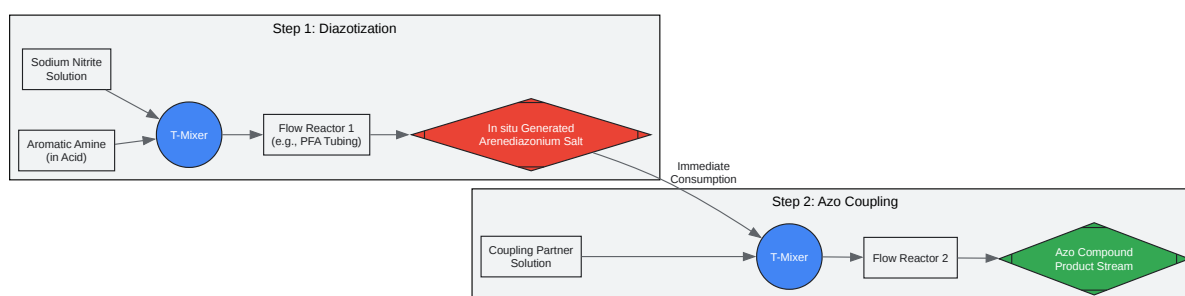 Step 1: Diazotization
Sodium Nitrite
Solution
Aromatic Amine
(in Acid)
T-Mixer
Flow Reactor 1
(e.g., PFA Tubing)
In situ Generated
Arenediazonium Salt
Immediate
Consumption
Step 2: Azo Coupling
Coupling Partner
Solution
T-Mixer
Flow Reactor 2
Azo Compound
Product Stream